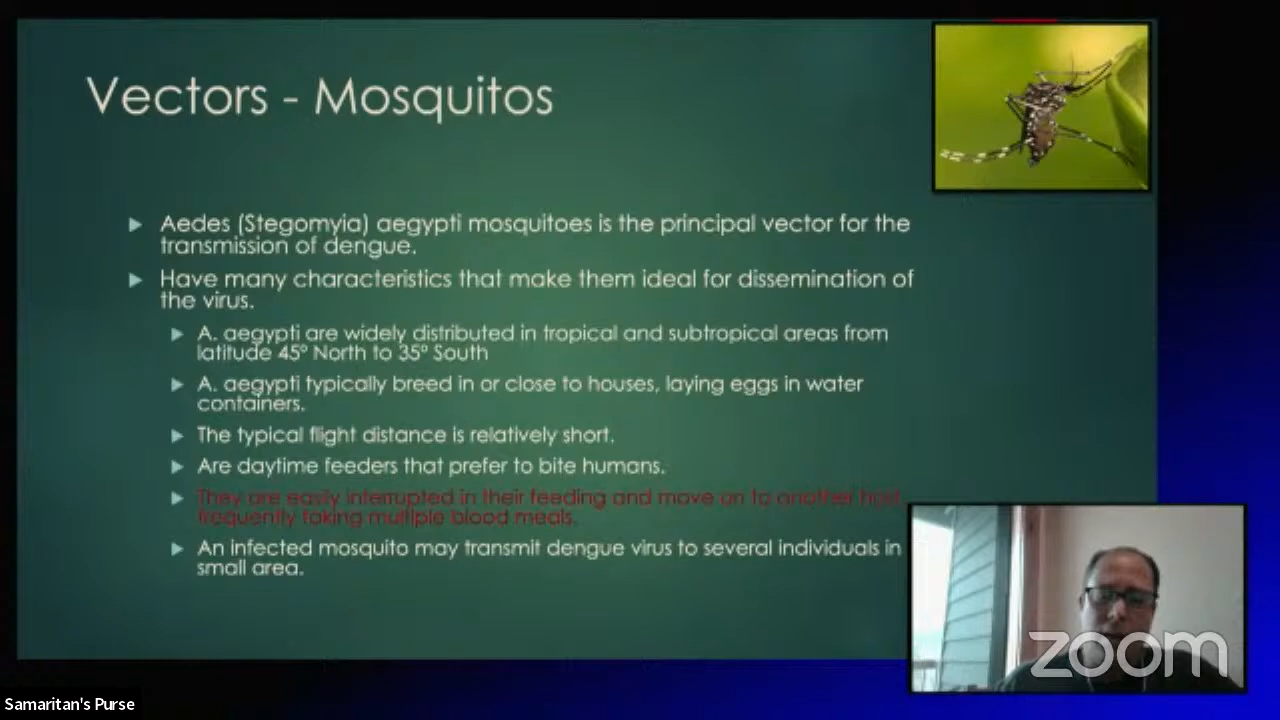 Vectors - Mosquitos
Aedes (Stegomyia) aegypti mosquitoes is the principal vector for the
transmission of dengue.
Have many characteristics that make them ideal for dissemination of
the virus.
A. aegypti are widely distributed in tropical and subtropical areas from
latitude 45º North to 35º South
A. aegypti typically breed in or close to houses, laying eggs in water
containers.
The typical flight distance is relatively short.
Are daytime feeders that prefer to bite humans.
They are easily interrupted in their feeding and move on to another host
frequently taking multiple blood meals.
An infected mosquito may transmit dengue virus to several individuals in
small area.
zoom
Samaritan's Purse